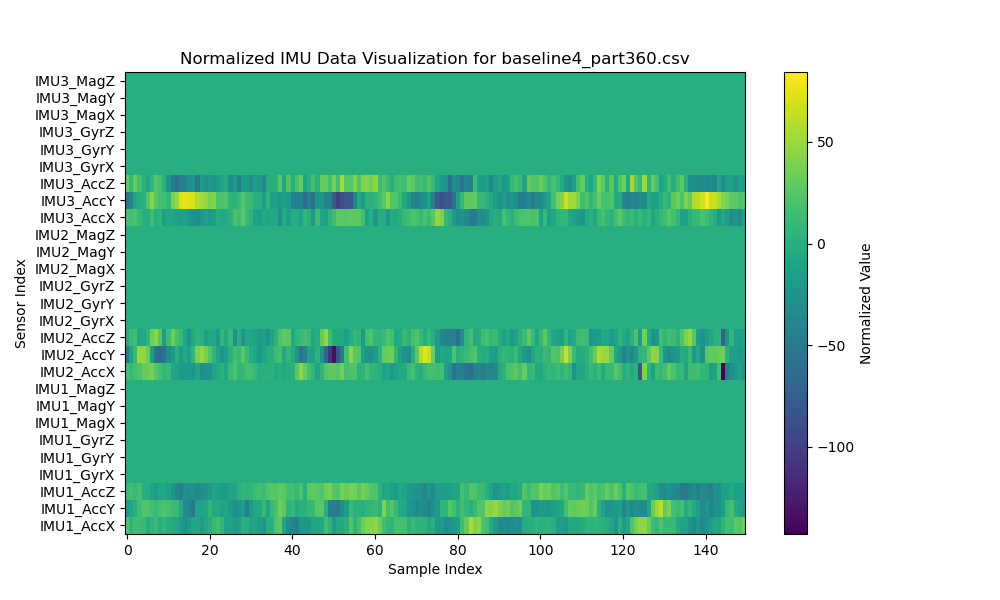 Normalized IMU Data Visualization for baseline4_part360.csv
IMU3_MagZ
IMU3_MagY
IMU3_MagX
IMU3_GyrZ
IMU3_GyrY
IMU3_GyrX
IMU3_AccZ
IMU3_AccY
IMU3_AccX
IMU2_MagZ
IMU2_MagY
IMU2_MagX
IMU2_GyrZ
IMU2_GyrY
IMU2_GyrX
IMU2_AccZ
IMU2_AccY
IMU2_AccX
IMU1_MagZ
IMU1_MagY
IMU1_MagX
IMU1_GyrZ
IMU1_GyrY
IMU1_GyrX
IMU1_AccZ
IMU1_AccY
IMU1_AccX
Sensor Index
0 20 40 60 80 100 120 140
Sample Index
50
0
−50
−100
Normalized Value